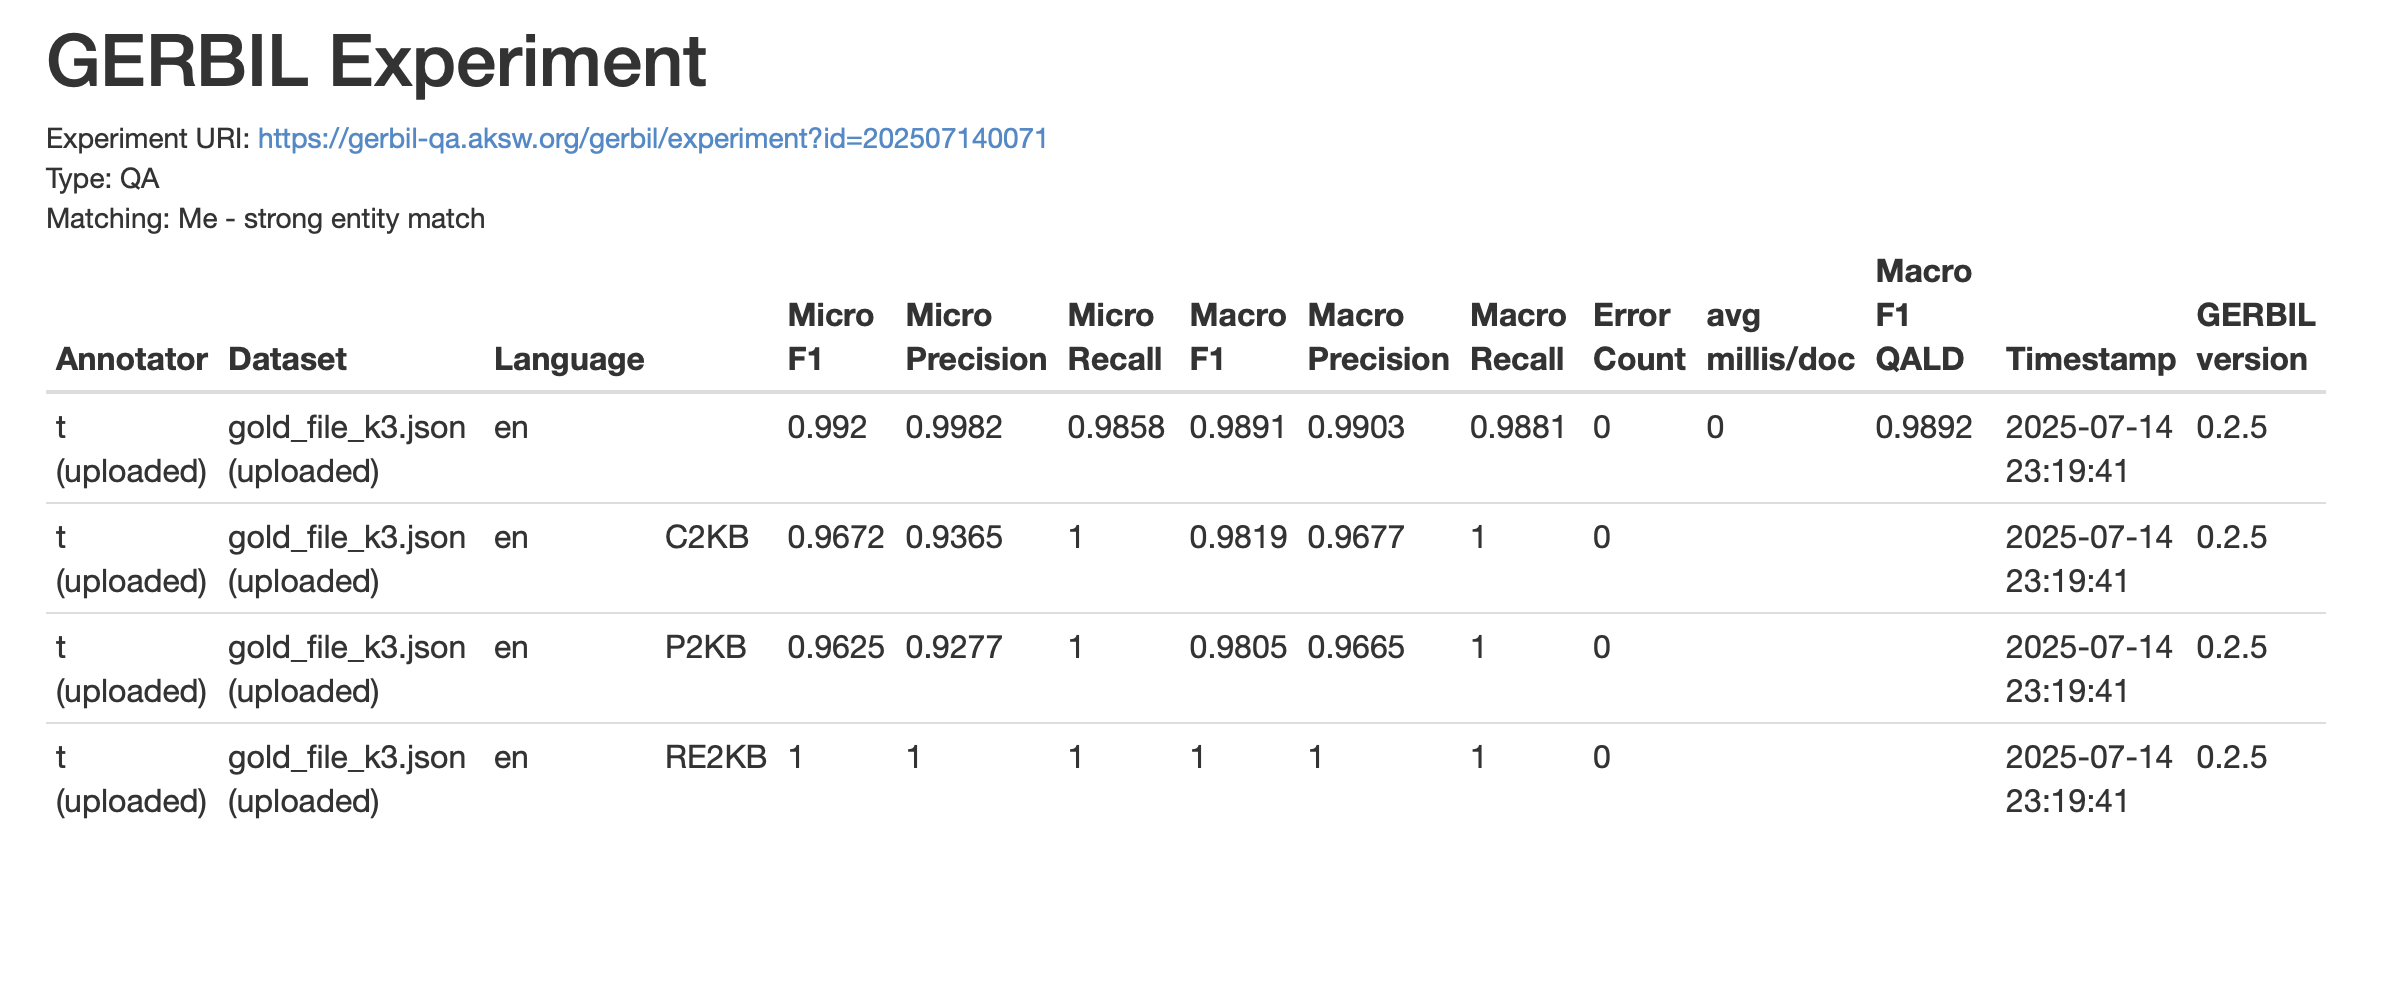 GERBIL Experiment
Experiment URI: https://gerbil-qa.aksw.org/gerbil/experiment?id=202507140071
Type: QA
Matching: Me - strong entity match
Annotator Dataset Language Micro F1 Micro Precision Micro Recall Macro F1 Macro Precision Macro Recall Error Count avg millis/doc Macro F1 QALD Timestamp GERBIL version
t (uploaded) gold_file_k3.json (uploaded) en 0.992 0.9982 0.9858 0.9891 0.9903 0.9881 0 0 0.9892 2025-07-14 23:19:41 0.2.5
t (uploaded) gold_file_k3.json (uploaded) en C2KB 0.9672 0.9365 1 0.9819 0.9677 1 0 2025-07-14 23:19:41 0.2.5
t (uploaded) gold_file_k3.json (uploaded) en P2KB 0.9625 0.9277 1 0.9805 0.9665 1 0 2025-07-14 23:19:41 0.2.5
t (uploaded) gold_file_k3.json (uploaded) en RE2KB 1 1 1 1 1 1 0 2025-07-14 23:19:41 0.2.5